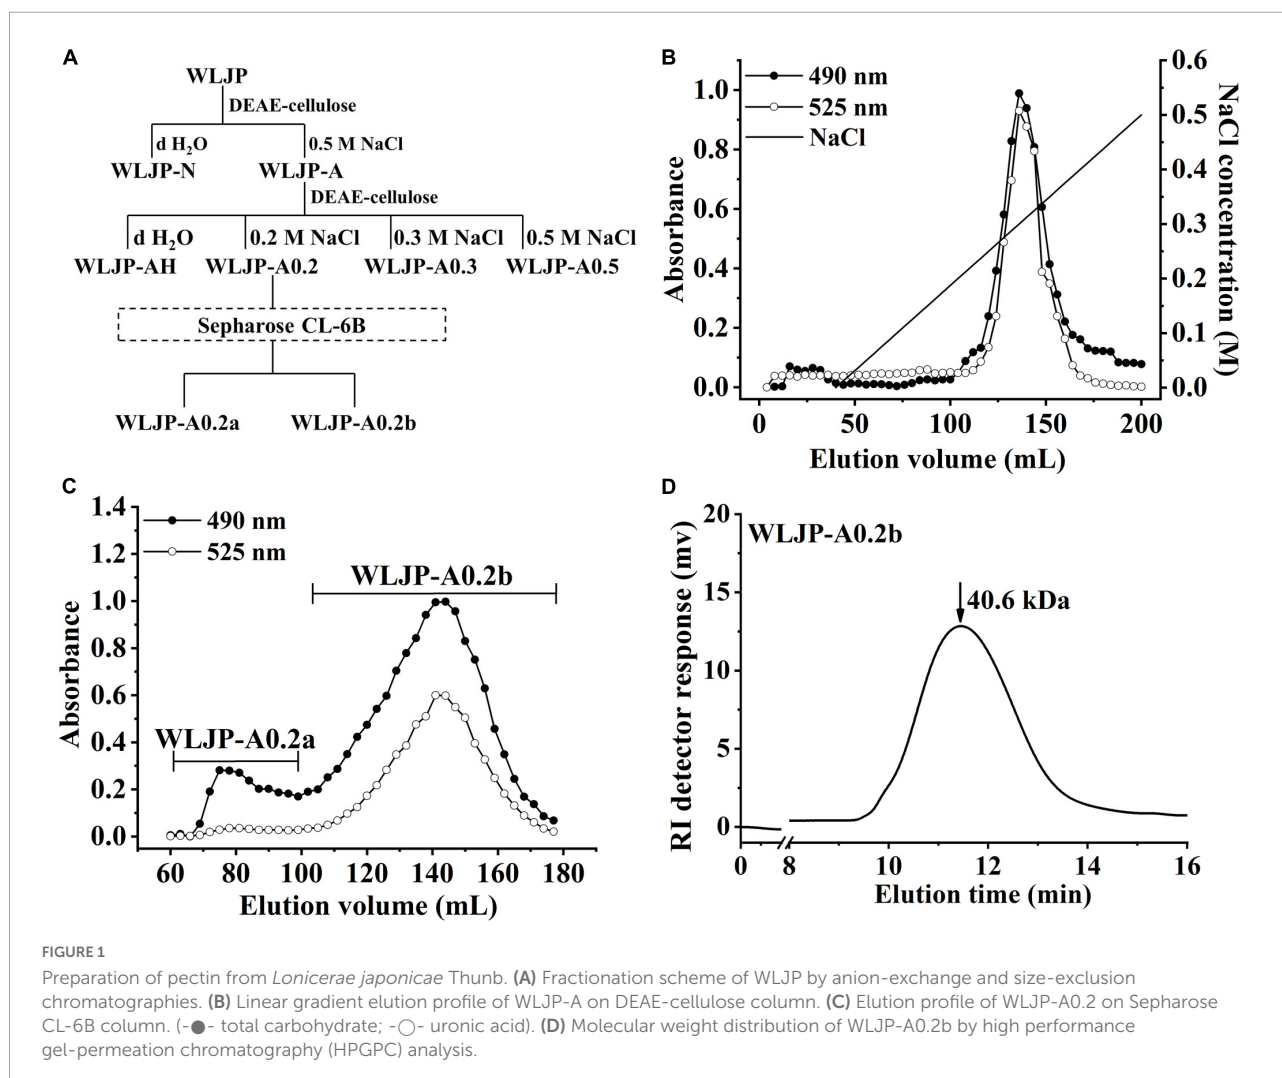 A
WLJP
DEAE-cellulose
d H₂O
0.5 M NaCl
WLJP-N
WLJP-A
DEAE-cellulose
d H₂O
0.2 M NaCl
0.3 M NaCl
0.5 M NaCl
WLJP-AH
WLJP-A0.2
WLJP-A0.3
WLJP-A0.5
Sepharose CL-6B
WLJP-A0.2a
WLJP-A0.2b
B
490 nm
525 nm
NaCl
Absorbance
1.0
0.8
0.6
0.4
0.2
0.0
NaCl concentration (M)
0.6
0.5
0.4
0.3
0.2
0.1
0.0
0 50 100 150 200
Elution volume (mL)
C
490 nm
525 nm
WLJP-A0.2b
WLJP-A0.2a
Absorbance
1.4
1.2
1.0
0.8
0.6
0.4
0.2
0.0
60 80 100 120 140 160 180
Elution volume (mL)
D
WLJP-A0.2b
40.6 kDa
RI detector response (mv)
20
15
10
5
0
0 8 10 12 14 16
Elution time (min)
FIGURE 1
Preparation of pectin from Lonicerae japonicae Thunb. (A) Fractionation scheme of WLJP by anion-exchange and size-exclusion
chromatographies. (B) Linear gradient elution profile of WLJP-A on DEAE-cellulose column. (C) Elution profile of WLJP-A0.2 on Sepharose
CL-6B column. (-●- total carbohydrate; -○- uronic acid). (D) Molecular weight distribution of WLJP-A0.2b by high performance
gel-permeation chromatography (HPGPC) analysis.